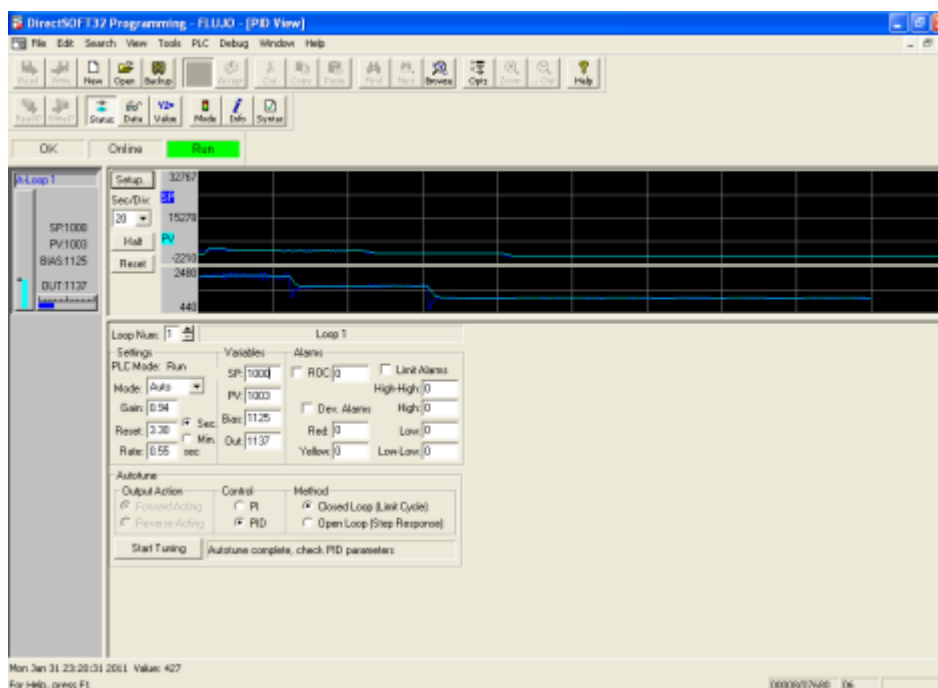 DirectSOFT32 Programming - FLUJO - [PID View]
File Edit Search View Tools PLC Debug Window Help
Read Write New Open Backup Accept Cut Copy Paste Find Next Browse Opts Zoom Help
Status Data Value Mode Info Syntax
OK Online Run
A-Loop 1
SP:1000
PV:1003
BIAS:1125
OUT:1137
Setup...
Sec/Div:
20
Halt
Reset
32767
SP
15278
PV
-2210
2480
440
Loop Num: 1 Loop 1
Settings
PLC Mode: Run
Mode: Auto
Gain: 0.94
Reset: 3.30 Sec. Min.
Rate: 0.55 sec
Variables
SP: 1000
PV: 1003
Bias: 1125
Out: 1137
Alarms
ROC: 0 Limit Alarms
High-High: 0
Dev. Alarms High: 0
Red: 0 Low: 0
Yellow: 0 Low-Low: 0
Autotune
Output Action Control Method
Forward Acting PI Closed Loop (Limit Cycle)
Reverse Acting PID Open Loop (Step Response)
Start Tuning Autotune complete, check PID parameters
Mon Jan 31 23:28:31 2011 Value: 427
For Help, press F1 00008/07680 06